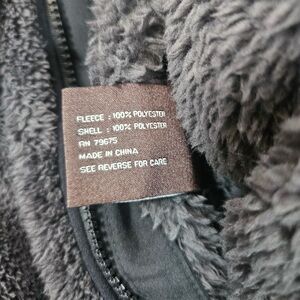 FLEECE : 100% POLYESTER
SHELL : 100% POLYESTER
RN 79675
MADE IN CHINA
SEE REVERSE FOR CARE